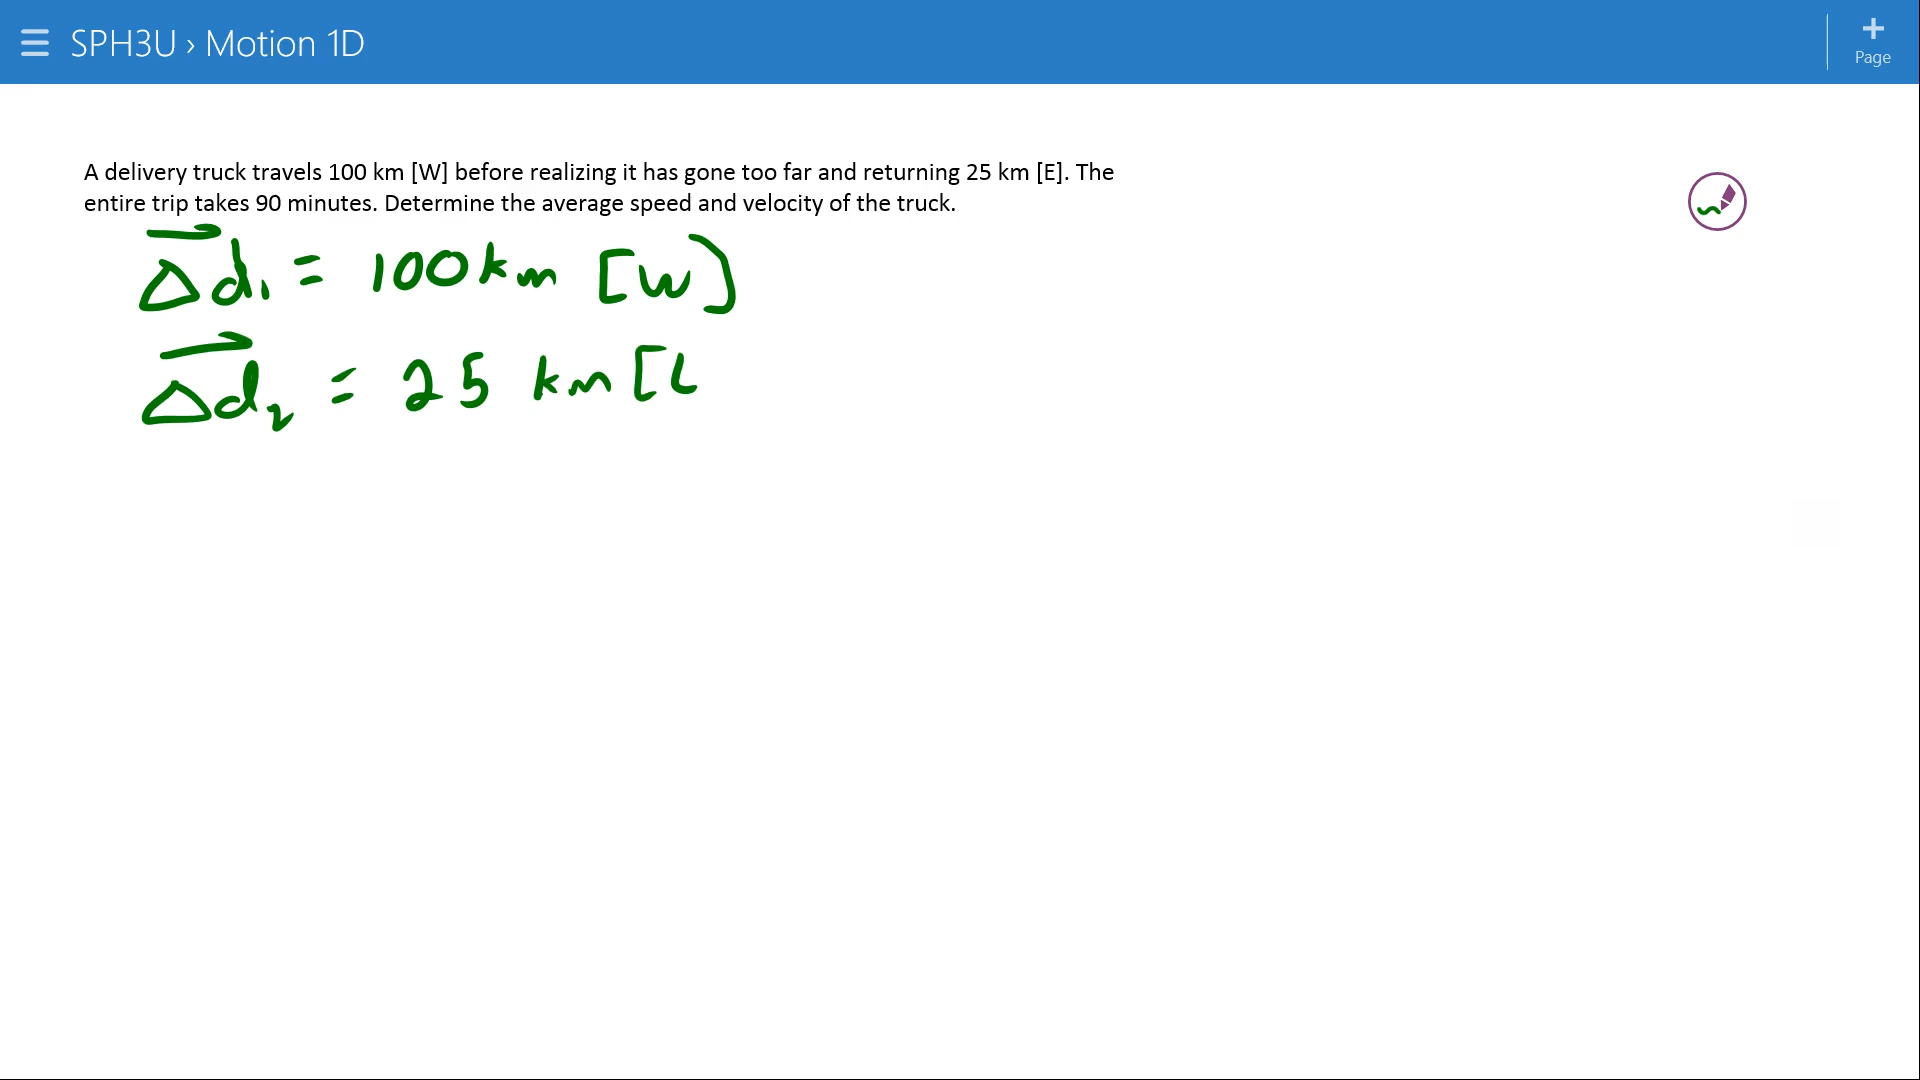 SPH3U › Motion 1D
+
Page
A delivery truck travels 100 km [W] before realizing it has gone too far and returning 25 km [E]. The
entire trip takes 90 minutes. Determine the average speed and velocity of the truck.
Δd₁ = 100 km [W]
Δd₂ = 25 km [